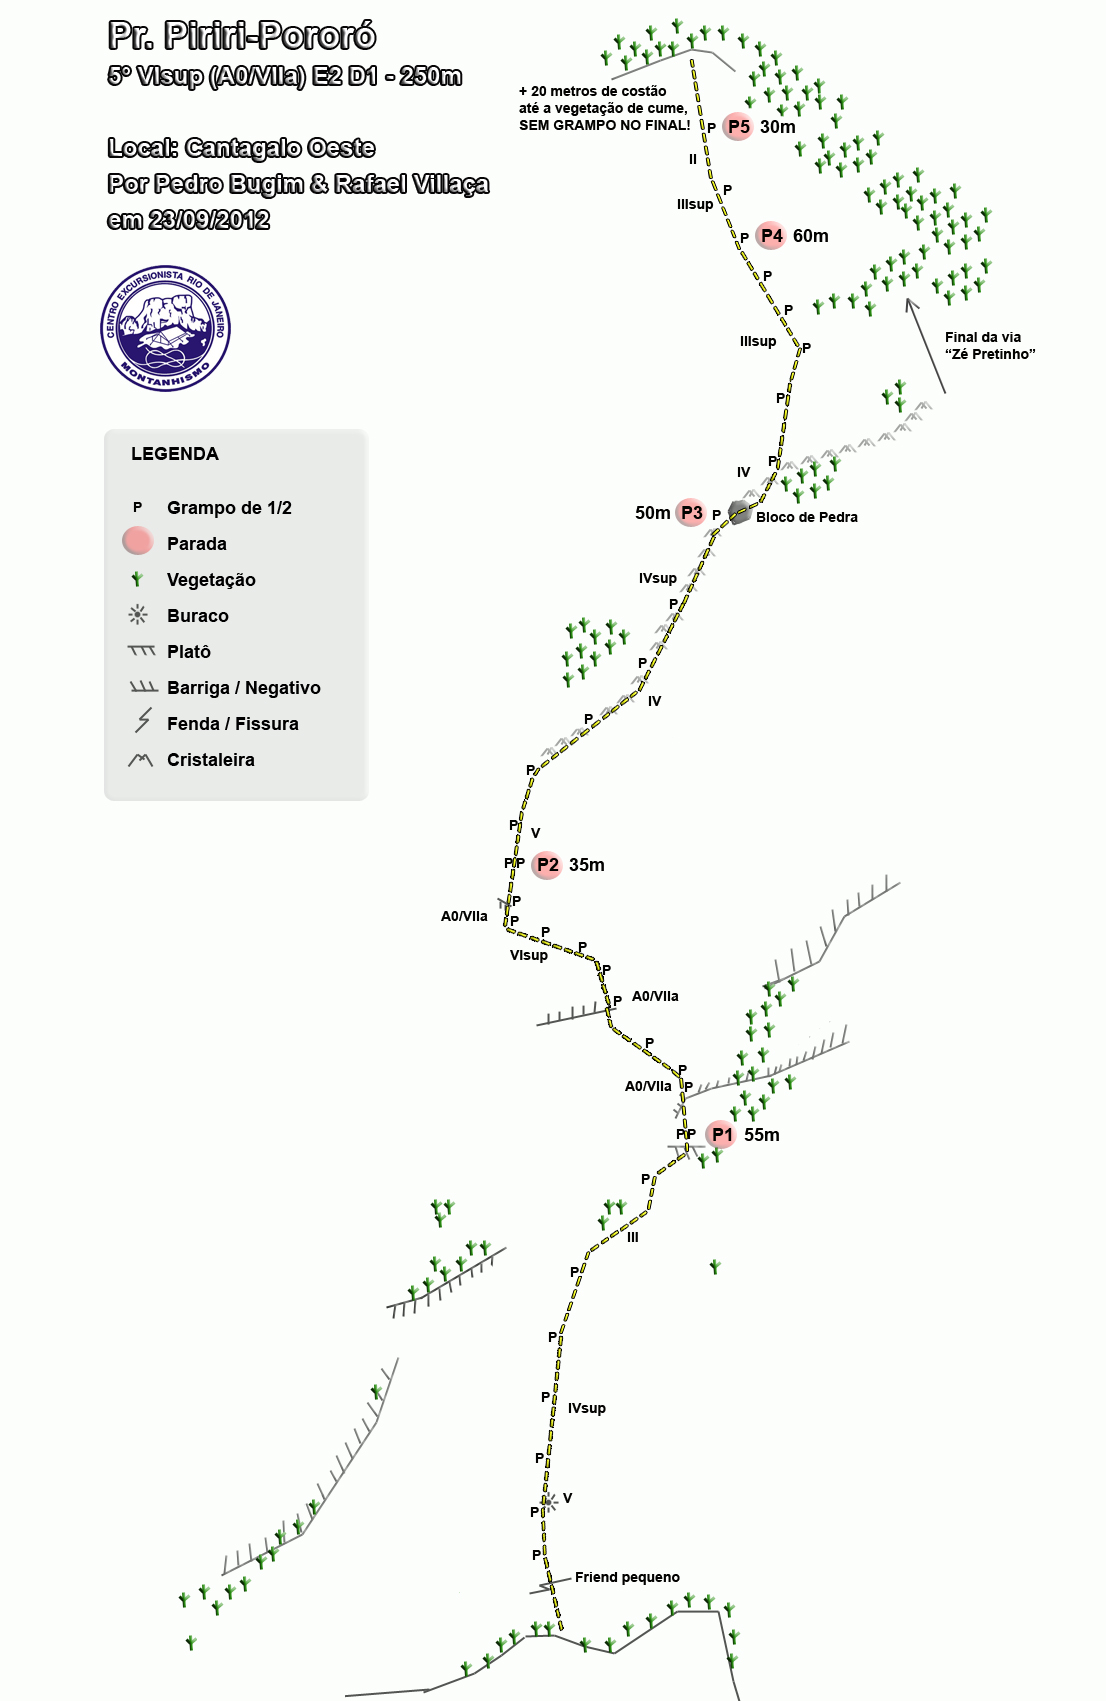 Pr. Piriri-Pororó
5° VIsup (A0/VIIa) E2 D1 - 250m
Local: Cantagalo Oeste
Por Pedro Bugim & Rafael Villaça
em 23/09/2012
CENTRO EXCURSIONISTA RIO DE JANEIRO
MONTANHISMO
LEGENDA
P Grampo de 1/2
Parada
Vegetação
Buraco
Platô
Barriga / Negativo
Fenda / Fissura
Cristaleira
+ 20 metros de costão
até a vegetação de cume,
SEM GRAMPO NO FINAL!
P P5 30m
II
P
IIIsup
P P4 60m
P
P
IIIsup
P
Final da via
“Zé Pretinho”
P
P
IV
50m P3 P
Bloco de Pedra
IVsup
P
P
IV
P
P
P
V
PP P2 35m
P
A0/VIIa
P
P
VIsup
P
P
A0/VIIa
P
P
P
A0/VIIa
P
PP P1 55m
P
III
P
P
P
IVsup
P
V
P
P
Friend pequeno